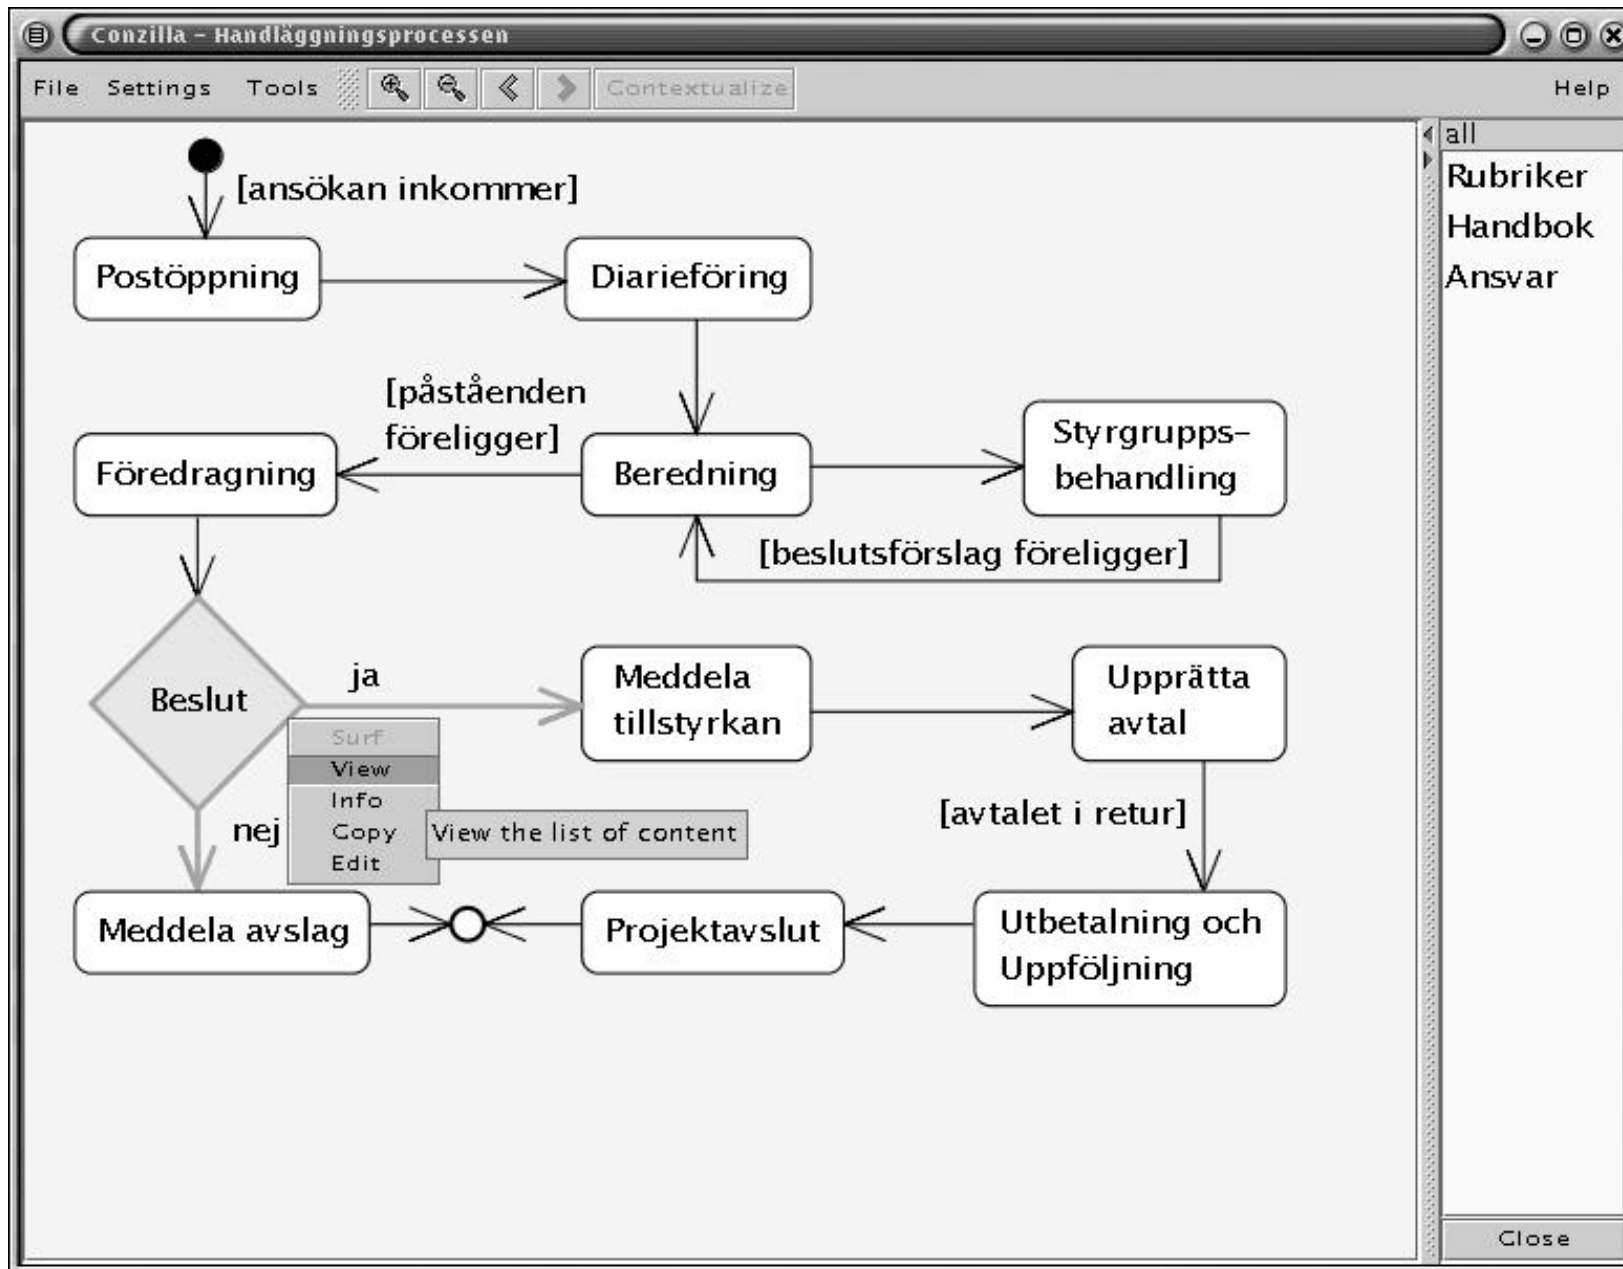 Conzilla – Handläggningsprocessen
File Settings Tools Contextualize Help
all
Rubriker
Handbok
Ansvar
[ansökan inkommer]
Postöppning
Diarieföring
[påståenden
föreligger]
Föredragning
Beredning
Styrgrupps–
behandling
[beslutsförslag föreligger]
Beslut
ja
Meddela
tillstyrkan
Upprätta
avtal
Surf
View
Info
Copy
Edit
View the list of content
nej
[avtalet i retur]
Meddela avslag
Projektavslut
Utbetalning och
Uppföljning
Close